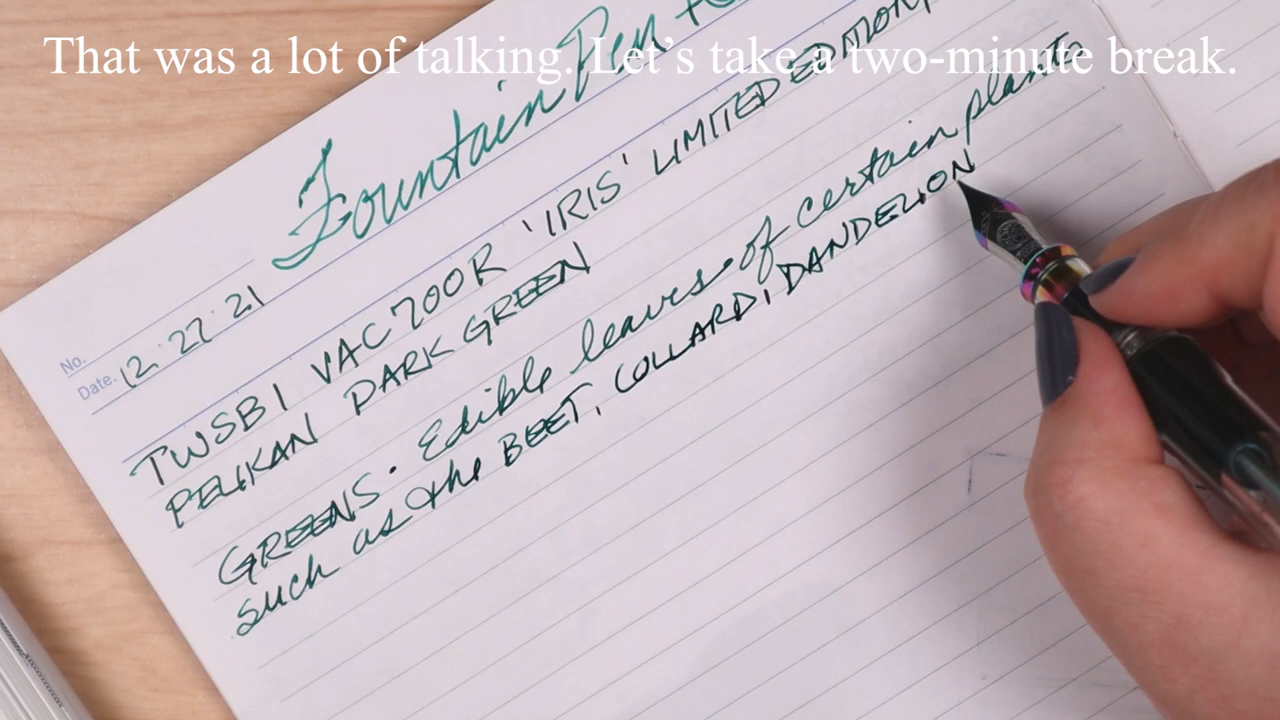 That was a lot of talking. Let’s take a two-minute break.
Fountain Pen
No.
Date. 12 · 27 · 21
TWSBI VAC700R 'IRIS' LIMITED EDITION
PELIKAN DARK GREEN
GREENS · Edible leaves of certain plants
such as the BEET, COLLARD, DANDELION